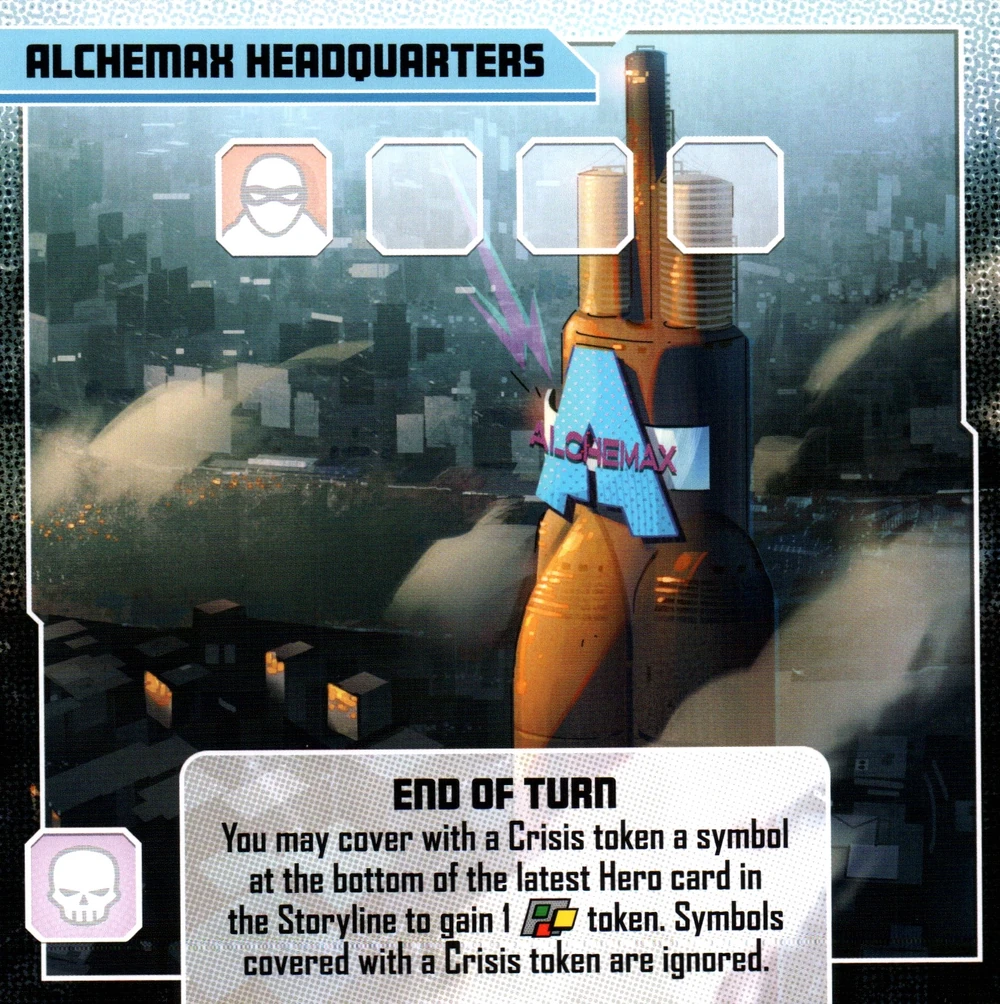 ALCHEMAX HEADQUARTERS
ALCHEMAX
END OF TURN
You may cover with a Crisis token a symbol
at the bottom of the latest Hero card in
the Storyline to gain 1 token. Symbols
covered with a Crisis token are ignored.